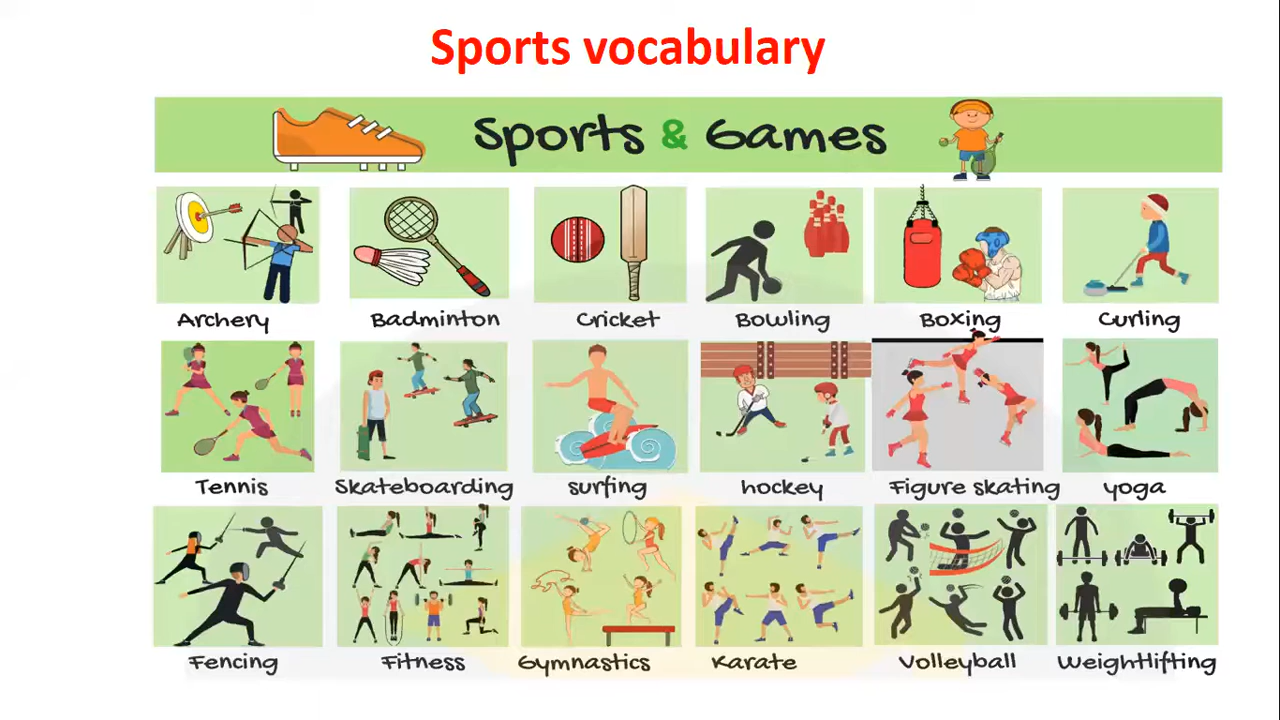 Sports vocabulary
Sports & Games
Archery Badminton Cricket Bowling Boxing Curling
Tennis Skateboarding surfing hockey Figure skating yoga
Fencing Fitness Gymnastics Karate Volleyball Weightlifting